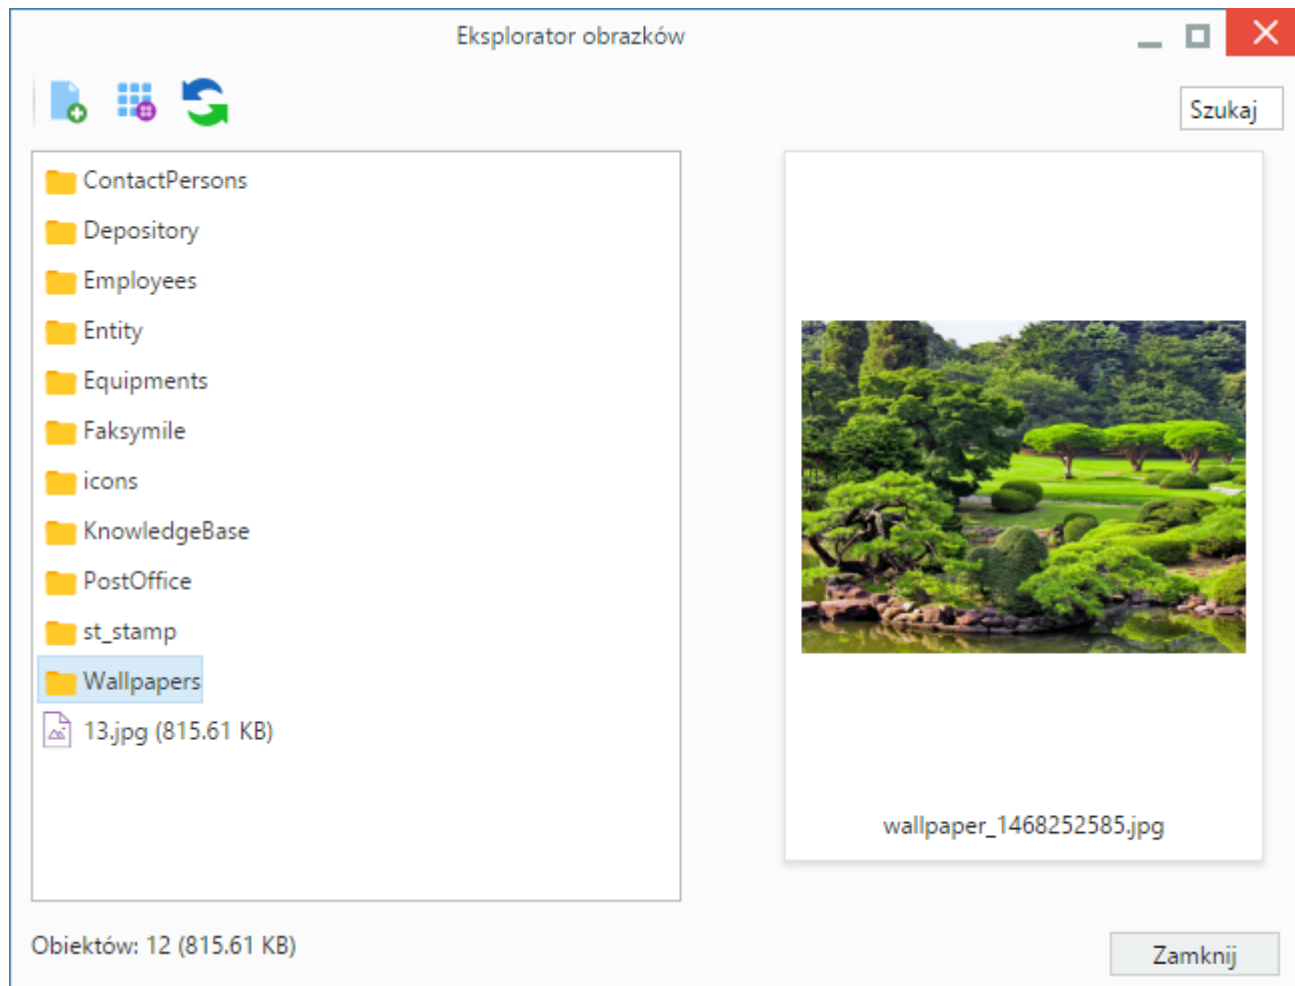 Eksplorator obrazków
Szukaj
ContactPersons
Depository
Employees
Entity
Equipments
Faksymile
icons
KnowledgeBase
PostOffice
st_stamp
Wallpapers
13.jpg (815.61 KB)
wallpaper_1468252585.jpg
Obiektów: 12 (815.61 KB)
Zamknij